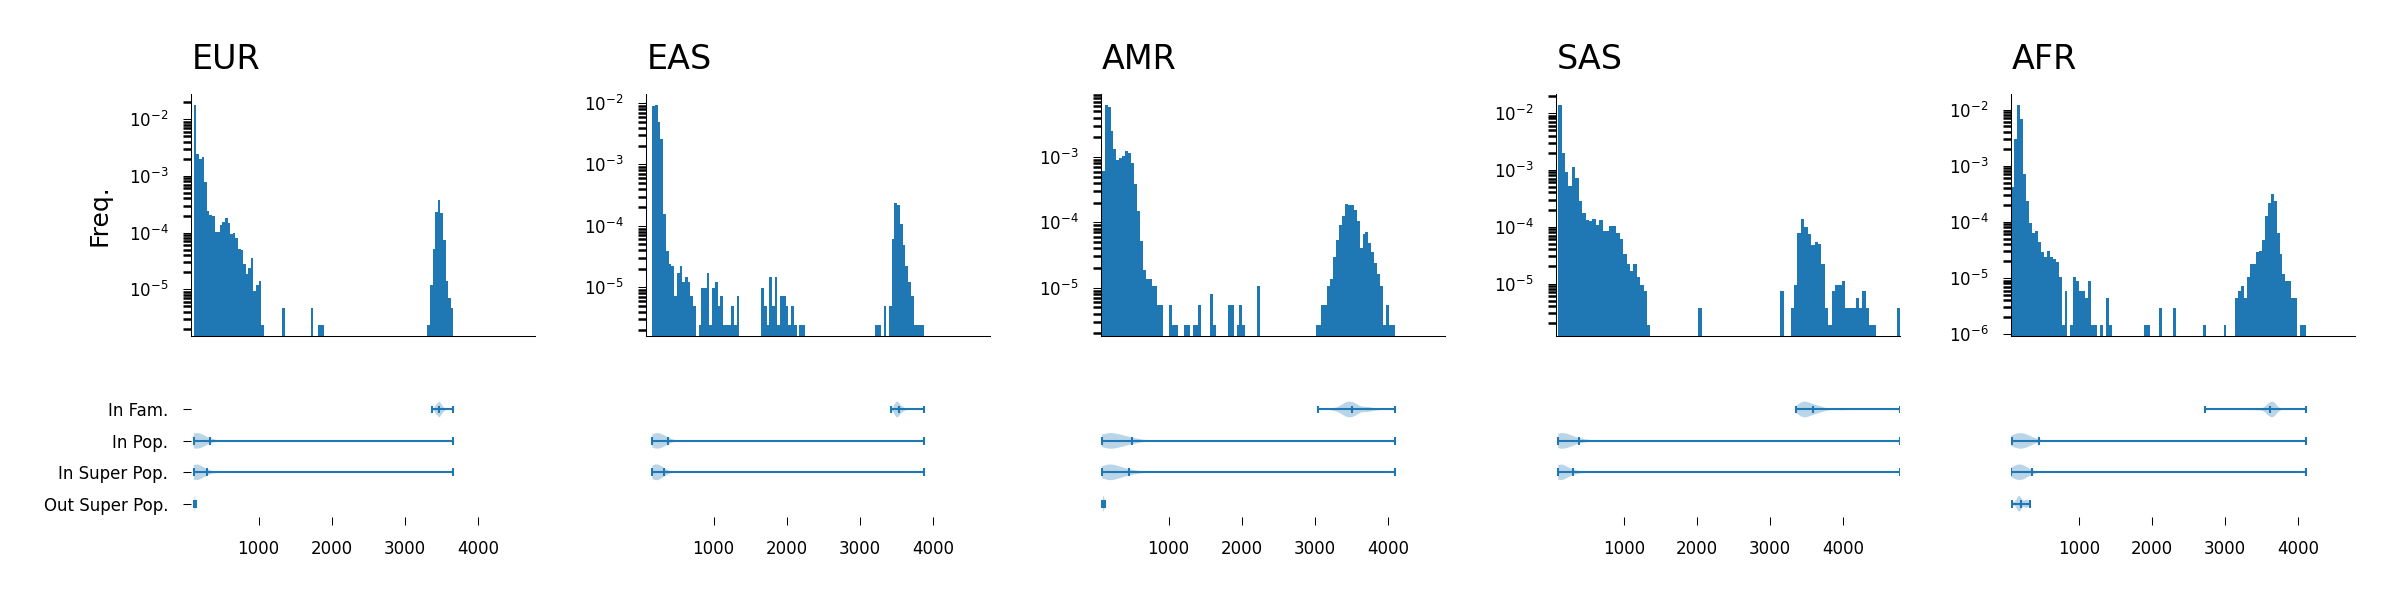 EUR EAS AMR SAS AFR
Freq.
10⁻² 10⁻³ 10⁻⁴ 10⁻⁵
10⁻² 10⁻³ 10⁻⁴ 10⁻⁵
10⁻³ 10⁻⁴ 10⁻⁵
10⁻² 10⁻³ 10⁻⁴ 10⁻⁵
10⁻² 10⁻³ 10⁻⁴ 10⁻⁵ 10⁻⁶
In Fam.
In Pop.
In Super Pop.
Out Super Pop.
1000 2000 3000 4000 1000 2000 3000 4000 1000 2000 3000 4000 1000 2000 3000 4000 1000 2000 3000 4000